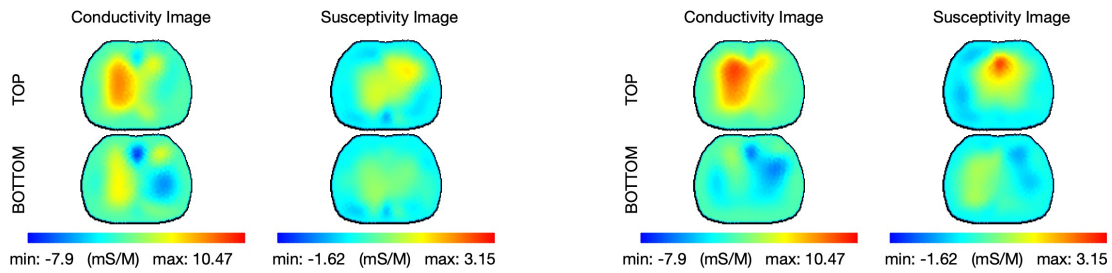 Conductivity Image Susceptivity Image Conductivity Image Susceptivity Image
TOP TOP
BOTTOM BOTTOM
min: -7.9 (mS/M) max: 10.47 min: -1.62 (mS/M) max: 3.15 min: -7.9 (mS/M) max: 10.47 min: -1.62 (mS/M) max: 3.15